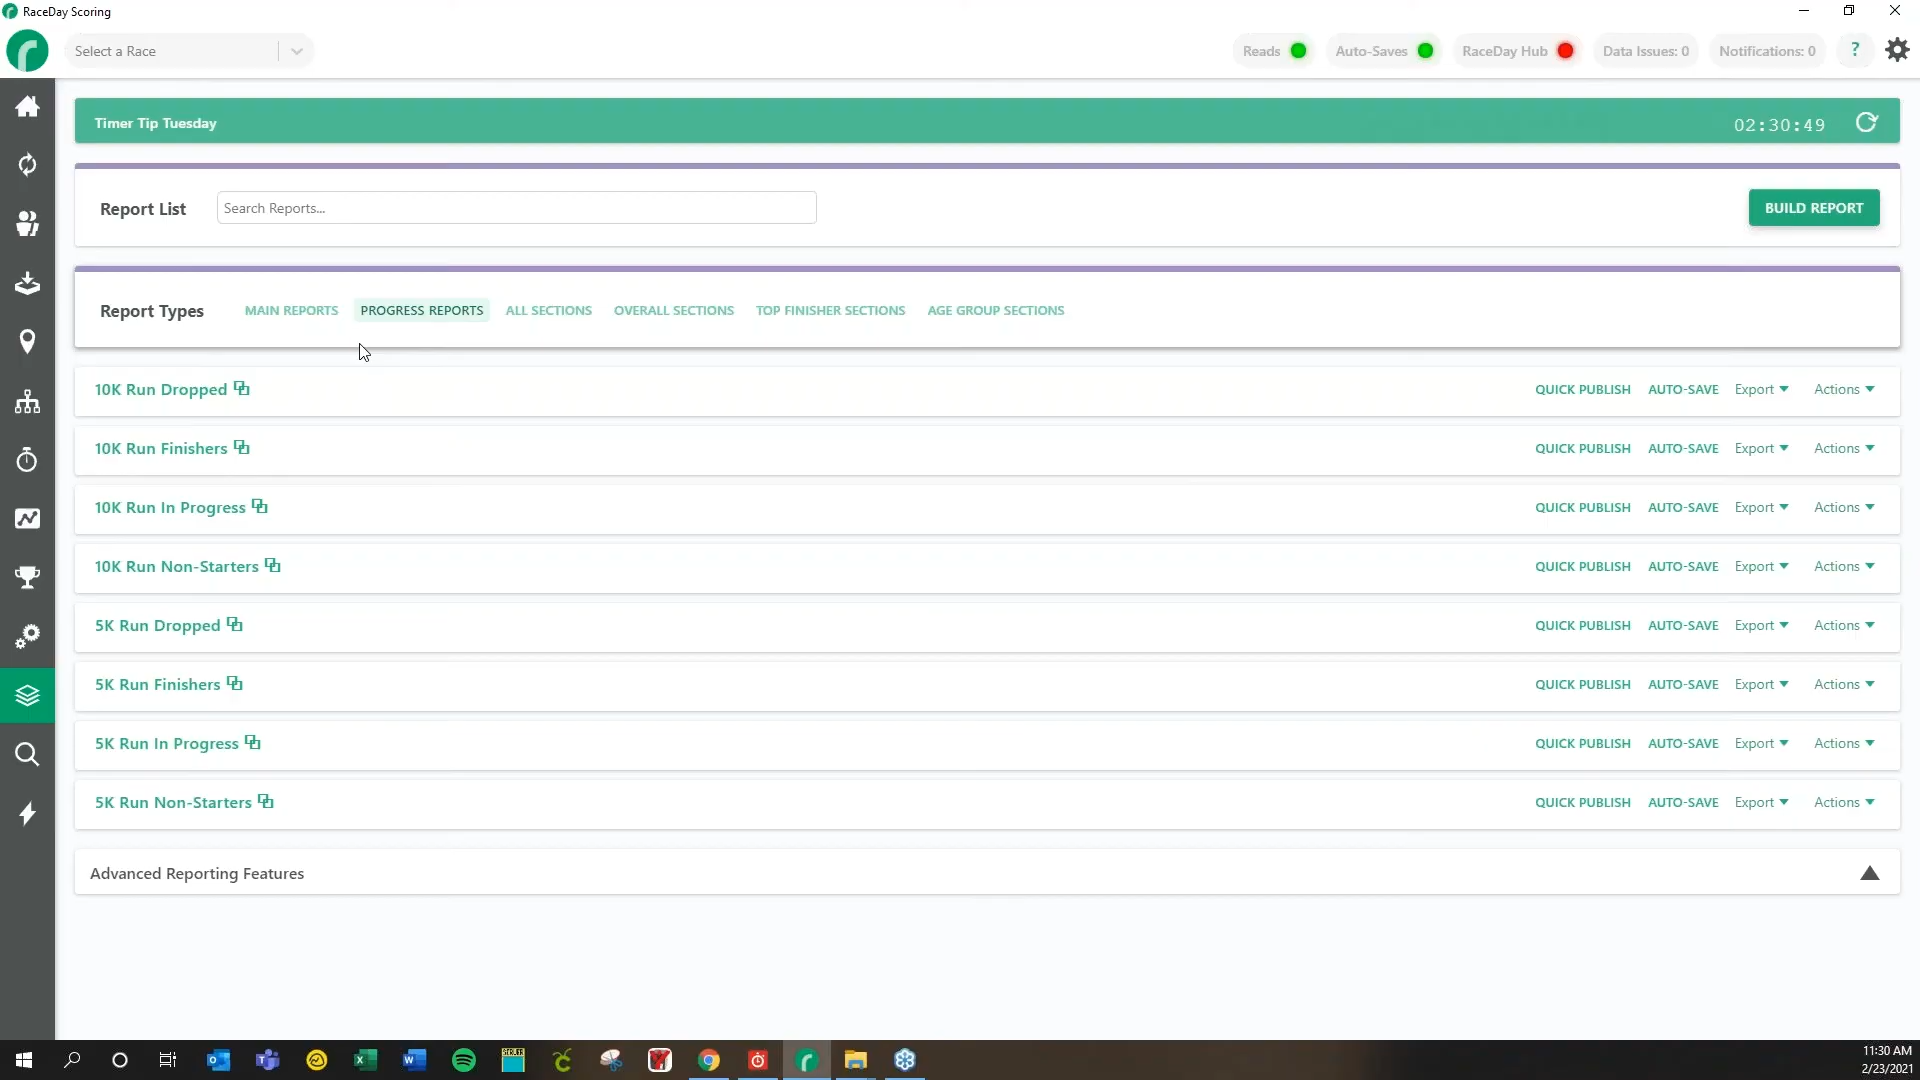 RaceDay Scoring
Select a Race
Reads
Auto-Saves
RaceDay Hub
Data Issues: 0
Notifications: 0
?
Timer Tip Tuesday
02:30:49
Report List
Search Reports...
BUILD REPORT
Report Types
MAIN REPORTS
PROGRESS REPORTS
ALL SECTIONS
OVERALL SECTIONS
TOP FINISHER SECTIONS
AGE GROUP SECTIONS
10K Run Dropped
QUICK PUBLISH AUTO-SAVE Export Actions
10K Run Finishers
QUICK PUBLISH AUTO-SAVE Export Actions
10K Run In Progress
QUICK PUBLISH AUTO-SAVE Export Actions
10K Run Non-Starters
QUICK PUBLISH AUTO-SAVE Export Actions
5K Run Dropped
QUICK PUBLISH AUTO-SAVE Export Actions
5K Run Finishers
QUICK PUBLISH AUTO-SAVE Export Actions
5K Run In Progress
QUICK PUBLISH AUTO-SAVE Export Actions
5K Run Non-Starters
QUICK PUBLISH AUTO-SAVE Export Actions
Advanced Reporting Features
11:30 AM
2/23/2021